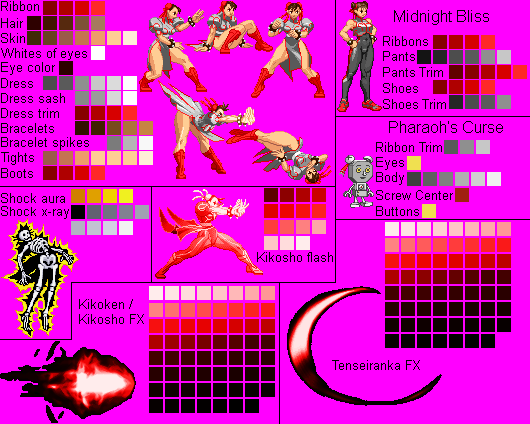 Ribbon
Hair
Skin
Whites of eyes
Eye color
Dress
Dress sash
Dress trim
Bracelets
Bracelet spikes
Tights
Boots
Midnight Bliss
Ribbons
Pants
Pants Trim
Shoes
Shoes Trim
Pharaoh's Curse
Ribbon Trim
Eyes
Body
Screw Center
Buttons
Shock aura
Shock x-ray
Kikosho flash
Kikoken /
Kikosho FX
Tenseiranka FX